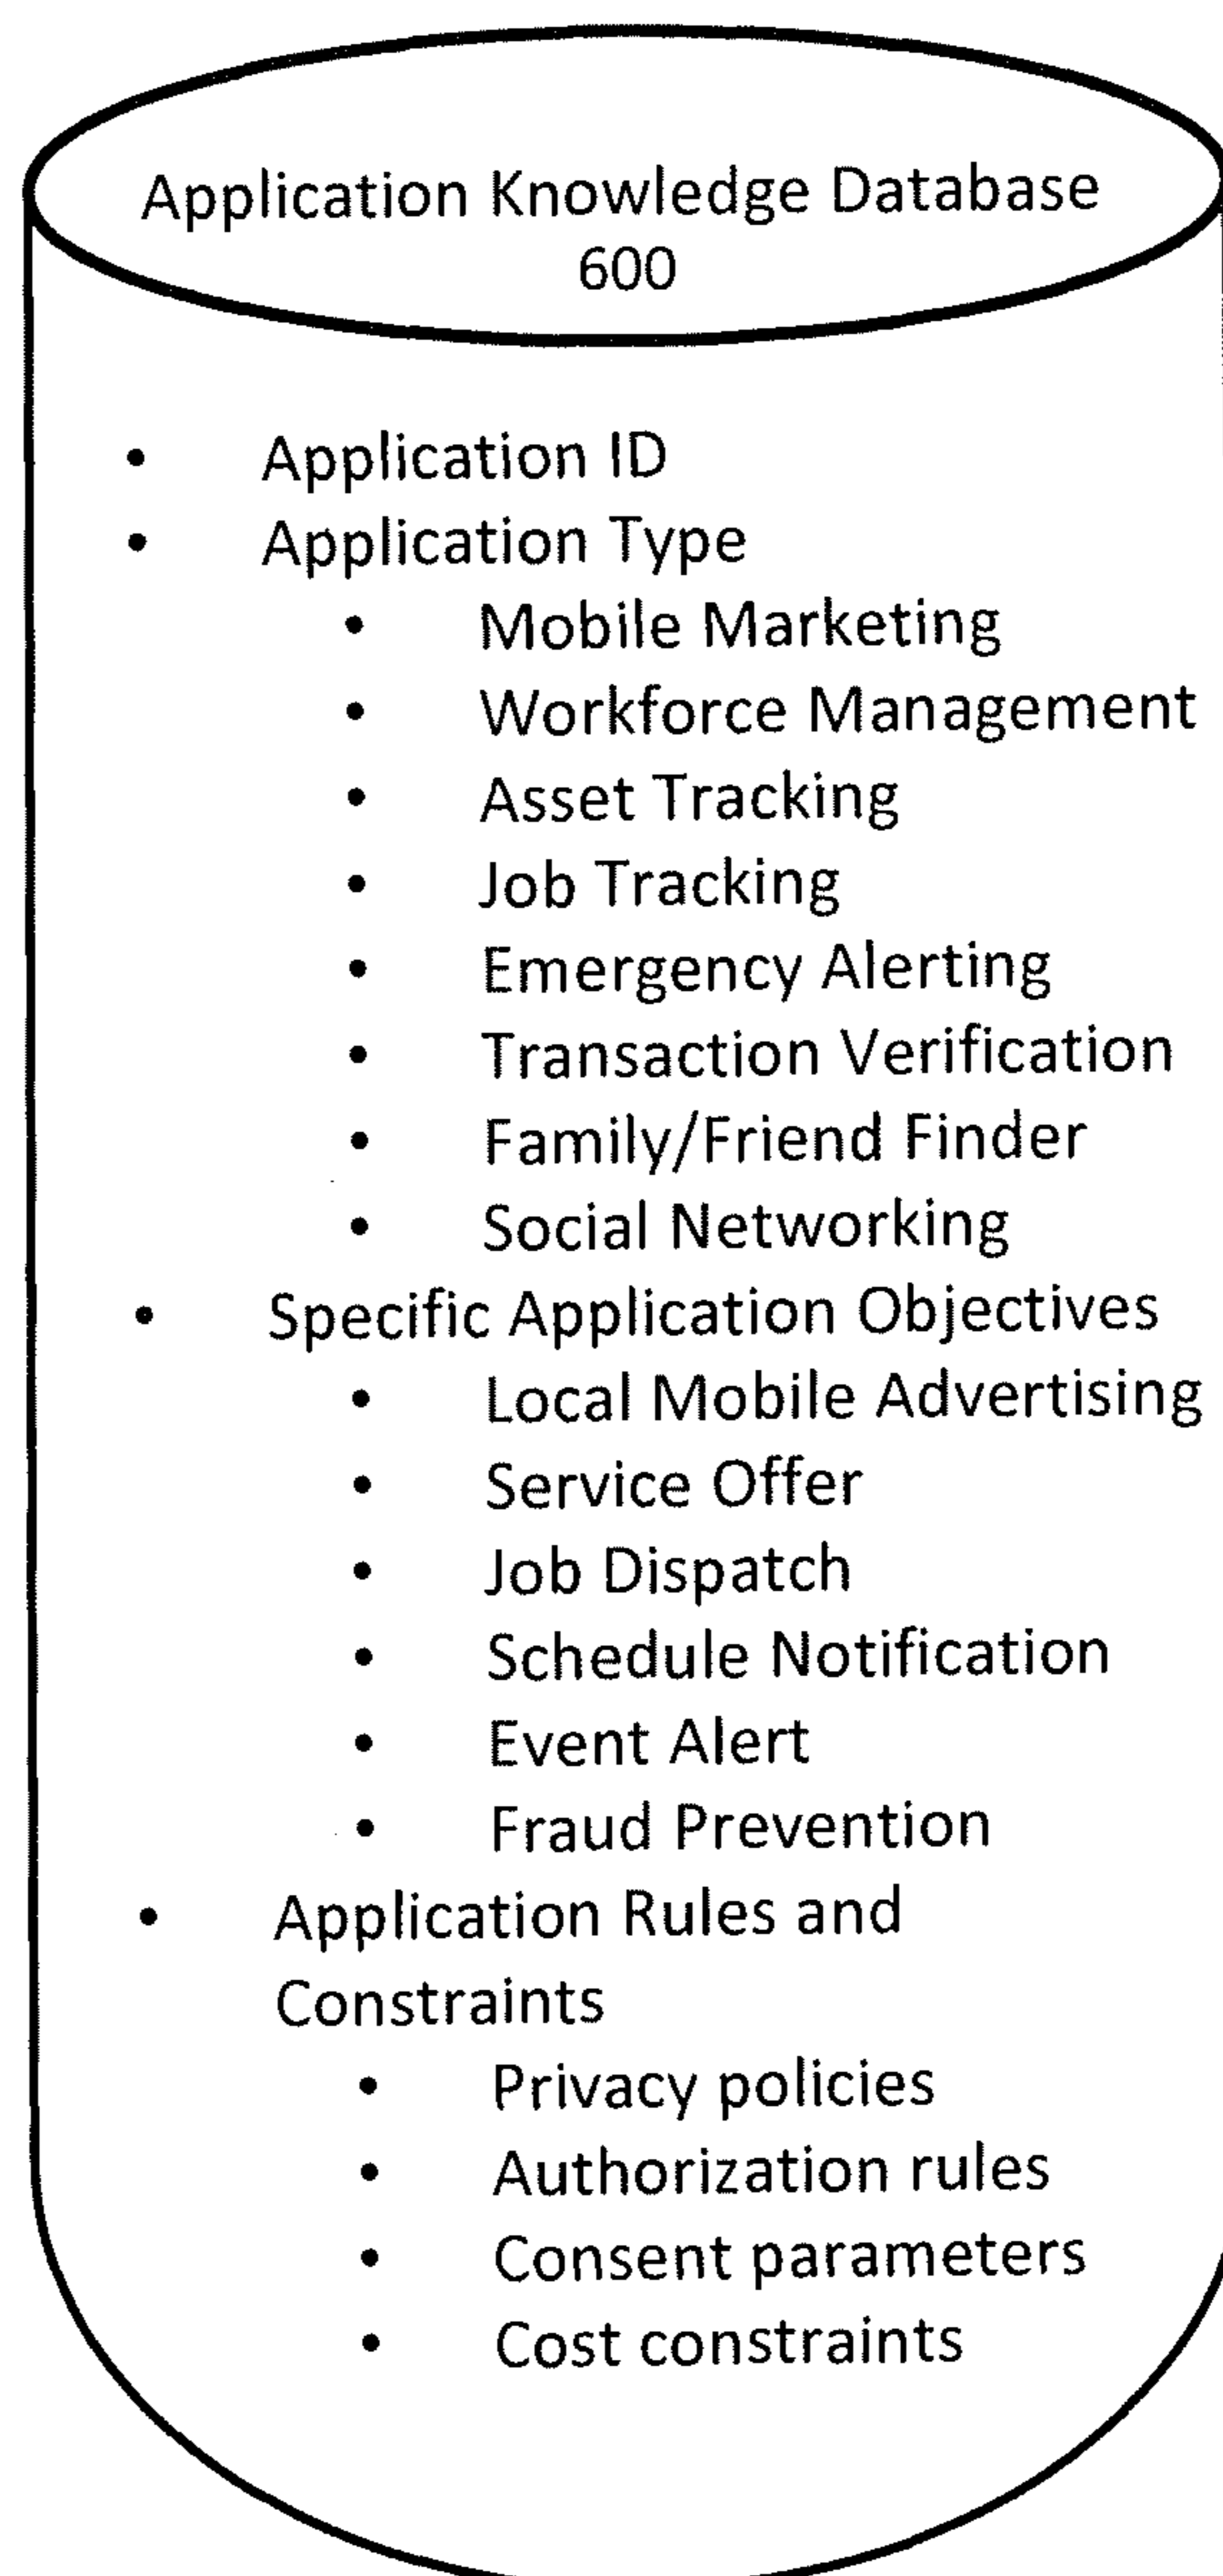 Application Knowledge Database
600
• Application ID
• Application Type
• Mobile Marketing
• Workforce Management
• Asset Tracking
• Job Tracking
• Emergency Alerting
• Transaction Verification
• Family/Friend Finder
• Social Networking
• Specific Application Objectives
• Local Mobile Advertising
• Service Offer
• Job Dispatch
• Schedule Notification
• Event Alert
• Fraud Prevention
• Application Rules and
Constraints
• Privacy policies
• Authorization rules
• Consent parameters
• Cost constraints